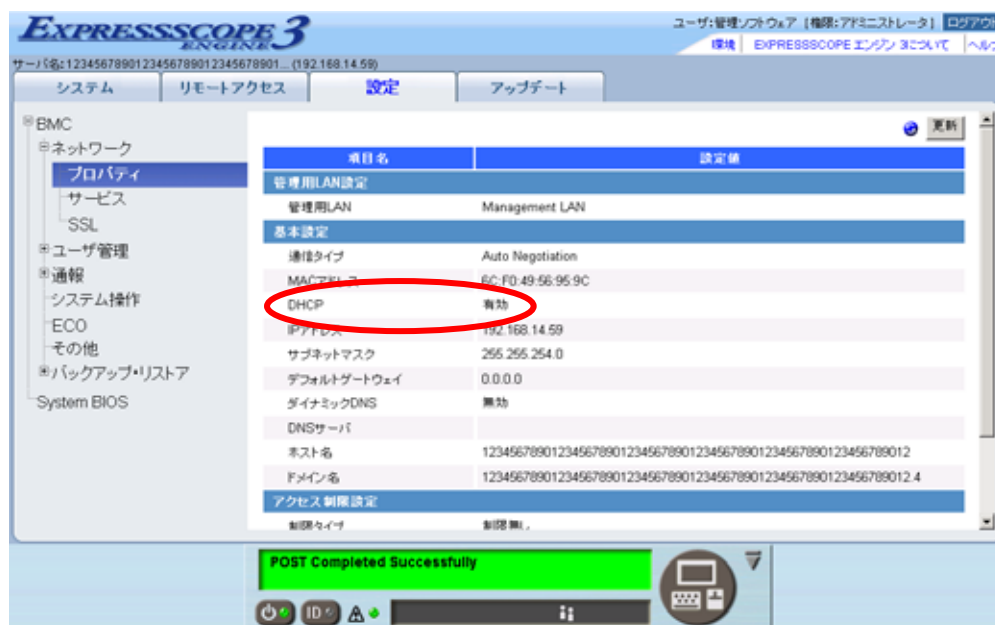 EXPRESSSCOPE 3
ENGINE
ユーザ:管理ソフトウェア [権限:アドミニストレータ] ログアウト
環境 EXPRESSSCOPE エンジン 3について ヘル
サーバ名:1234567890123456789012345678901... (192.168.14.59)
システム リモートアクセス 設定 アップデート
BMC
ネットワーク
プロパティ
サービス
SSL
ユーザ管理
通報
システム操作
ECO
その他
バックアップ・リストア
System BIOS
更新
項目名 設定値
管理用LAN設定
管理用LAN Management LAN
基本設定
通信タイプ Auto Negotiation
MACアドレス 6C:F0:49:56:95:9C
DHCP 有効
IPアドレス 192.168.14.59
サブネットマスク 255.255.254.0
デフォルトゲートウェイ 0.0.0.0
ダイナミックDNS 無効
DNSサーバ
ホスト名 12345678901234567890123456789012345678901234567890123456789012
ドメイン名 12345678901234567890123456789012345678901234567890123456789012.4
アクセス制限設定
制限タイプ 制限無し
POST Completed Successfully
ID